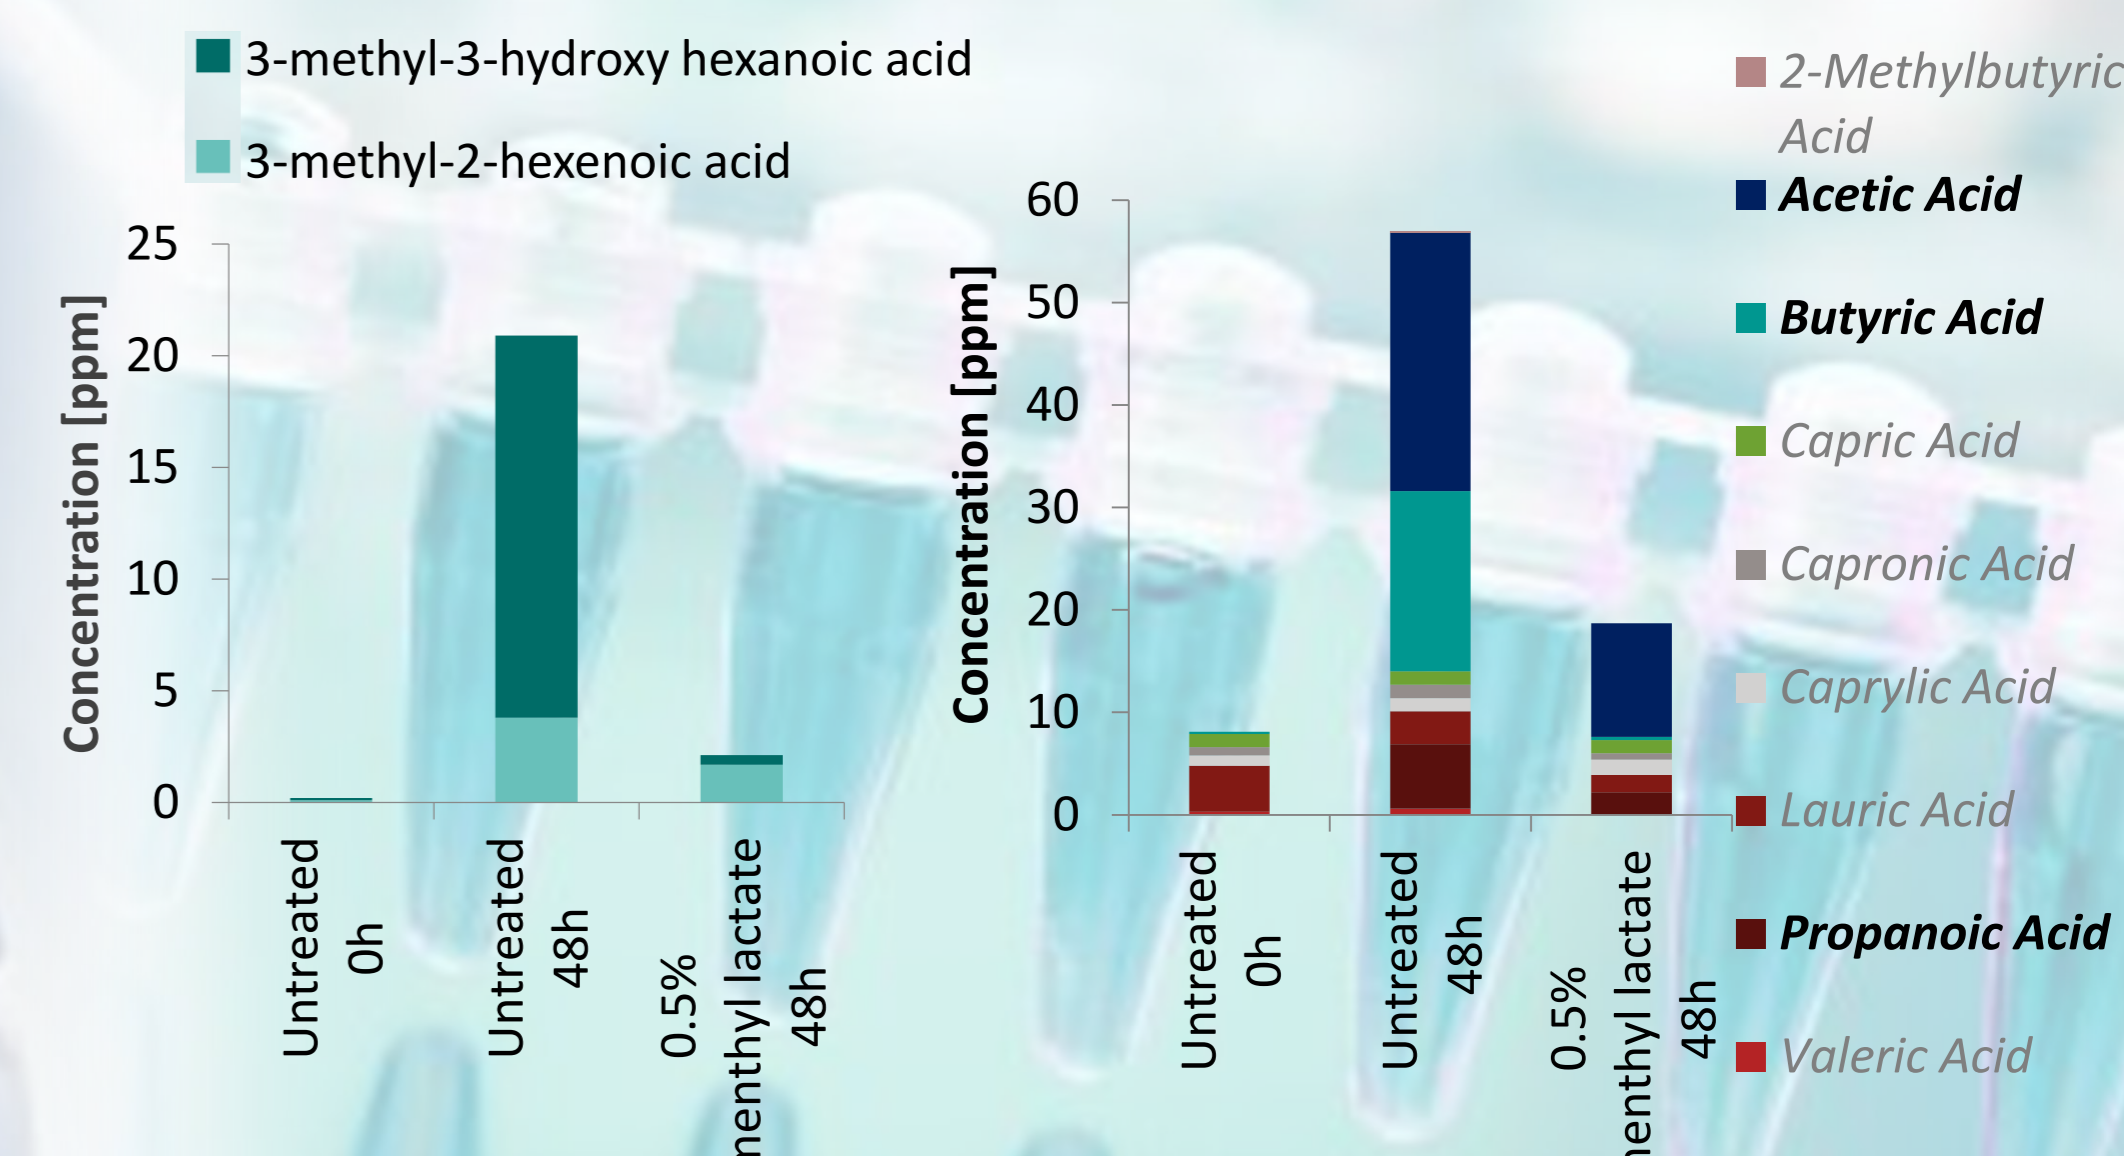 3-methyl-3-hydroxy hexanoic acid
3-methyl-2-hexenoic acid
Concentration [ppm]
25
20
15
10
5
0
Untreated
0h
Untreated
48h
0.5%
menthyl lactate
48h
Concentration [ppm]
60
50
40
30
20
10
0
Untreated
0h
Untreated
48h
0.5%
menthyl lactate
48h
2-Methylbutyric
Acid
Acetic Acid
Butyric Acid
Capric Acid
Capronic Acid
Caprylic Acid
Lauric Acid
Propanoic Acid
Valeric Acid